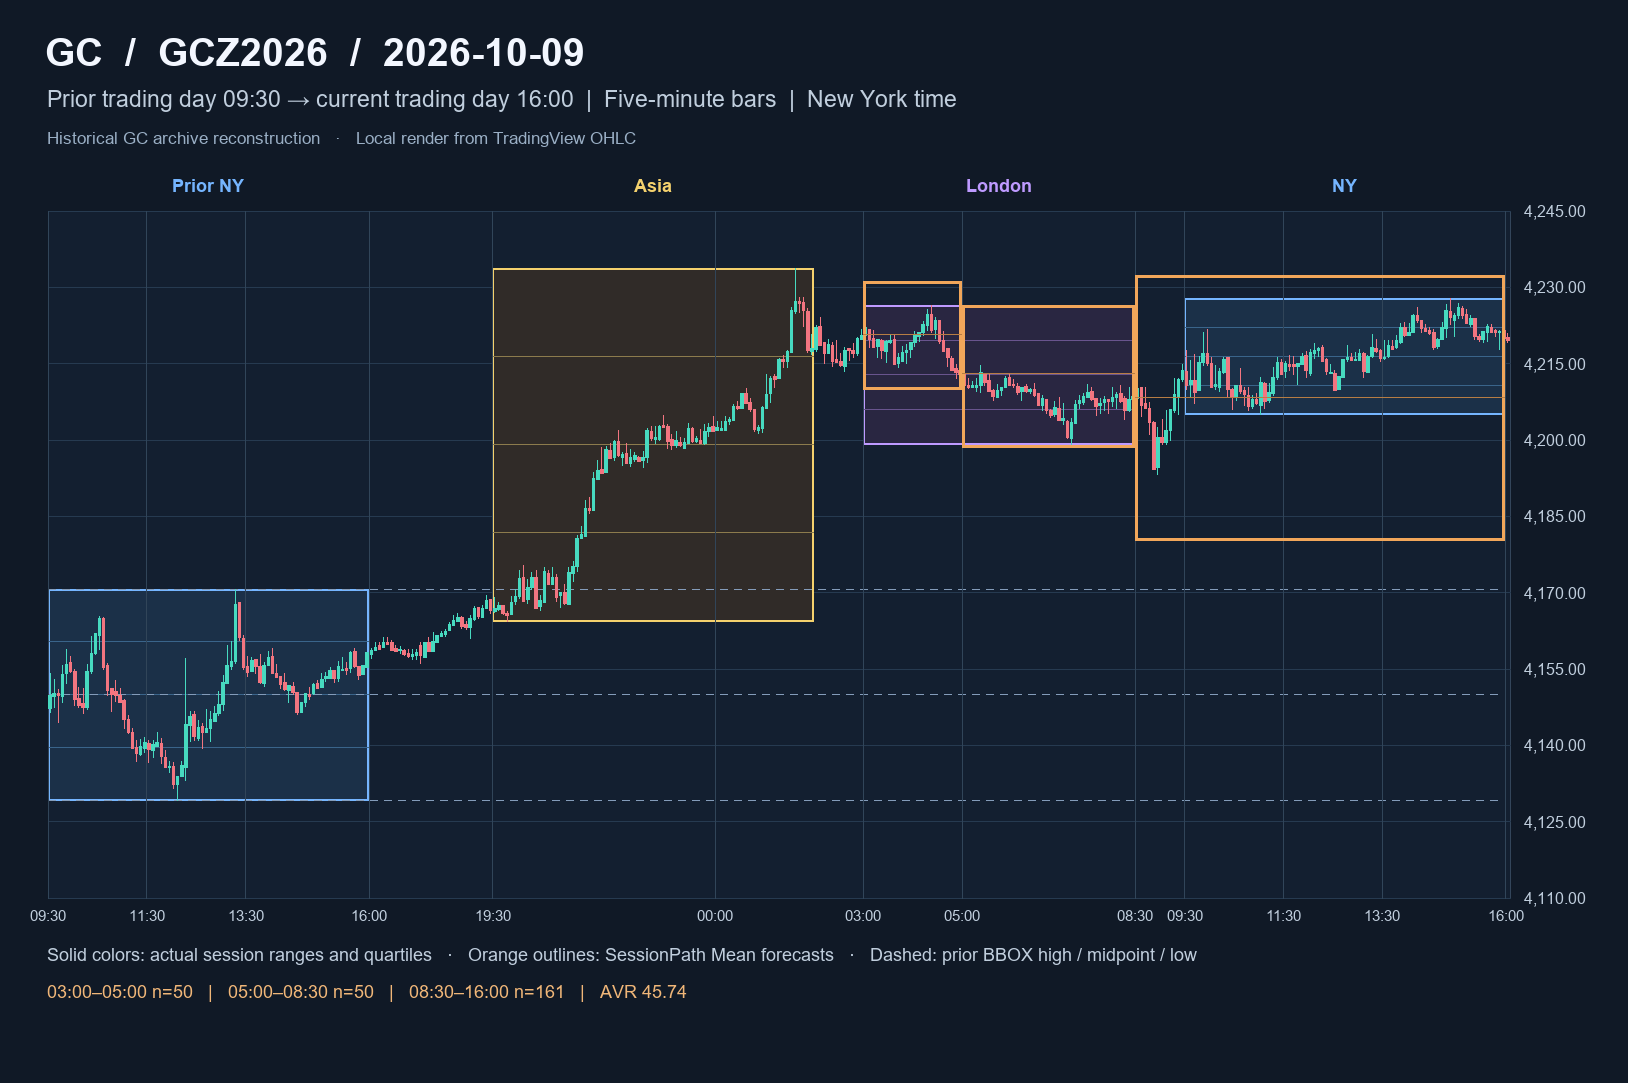 GC / GCZ2026 / 2026-10-09
Prior trading day 09:30 → current trading day 16:00 | Five-minute bars | New York time
Historical GC archive reconstruction · Local render from TradingView OHLC
Prior NY Asia London NY
4,245.00
4,230.00
4,215.00
4,200.00
4,185.00
4,170.00
4,155.00
4,140.00
4,125.00
4,110.00
09:30 11:30 13:30 16:00 19:30 00:00 03:00 05:00 08:30 09:30 11:30 13:30 16:00
Solid colors: actual session ranges and quartiles · Orange outlines: SessionPath Mean forecasts · Dashed: prior BBOX high / midpoint / low
03:00–05:00 n=50 | 05:00–08:30 n=50 | 08:30–16:00 n=161 | AVR 45.74